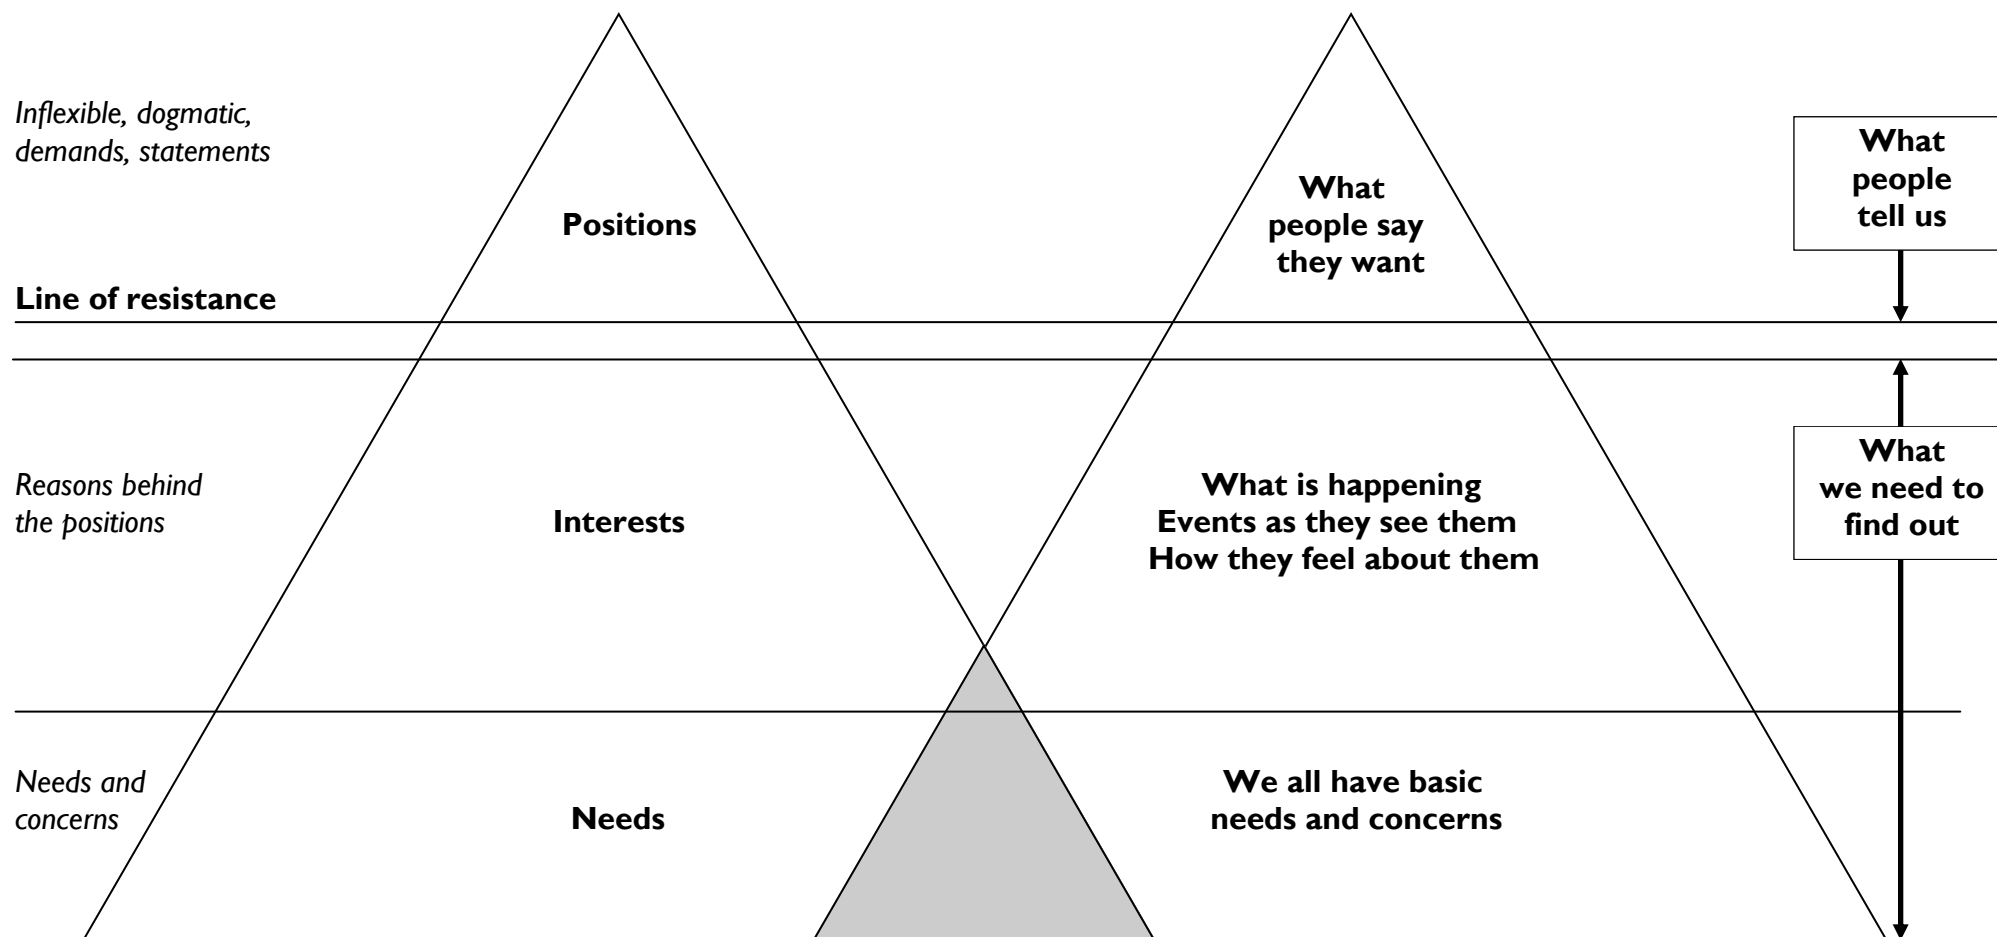 Inflexible, dogmatic,
demands, statements
Positions
What
people say
they want
What
people
tell us
Line of resistance
Reasons behind
the positions
Interests
What is happening
Events as they see them
How they feel about them
What
we need to
find out
Needs and
concerns
Needs
We all have basic
needs and concerns